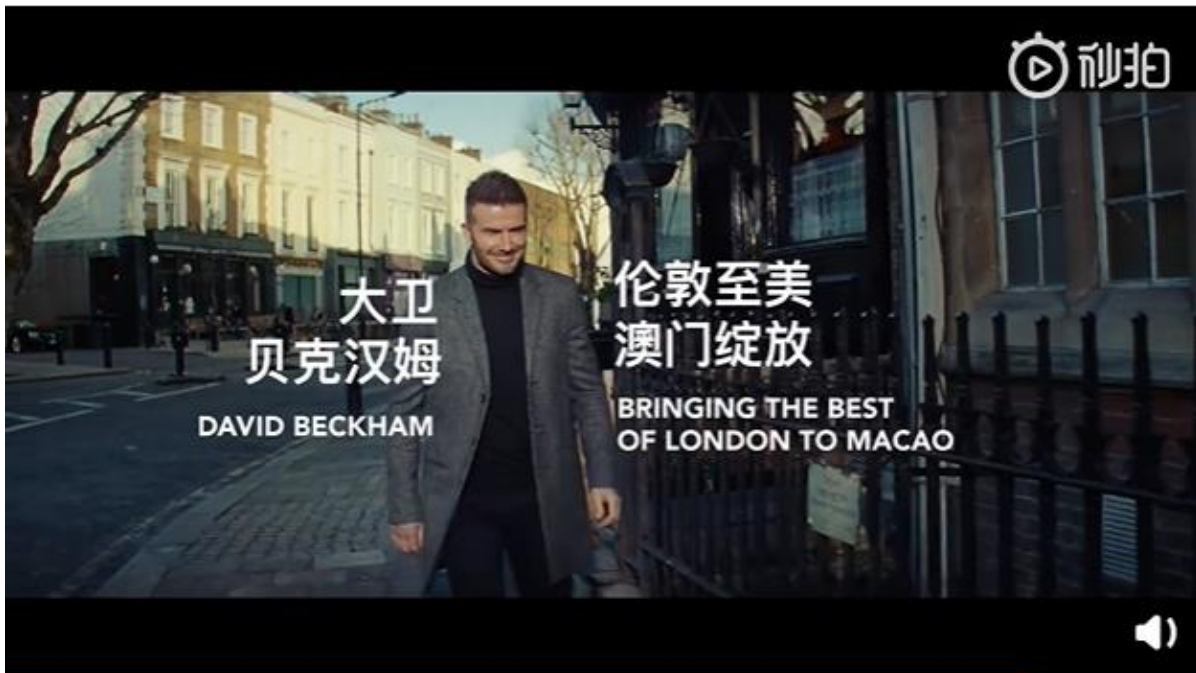 秒拍
大卫
贝克汉姆
DAVID BECKHAM
伦敦至美
澳门绽放
BRINGING THE BEST
OF LONDON TO MACAO